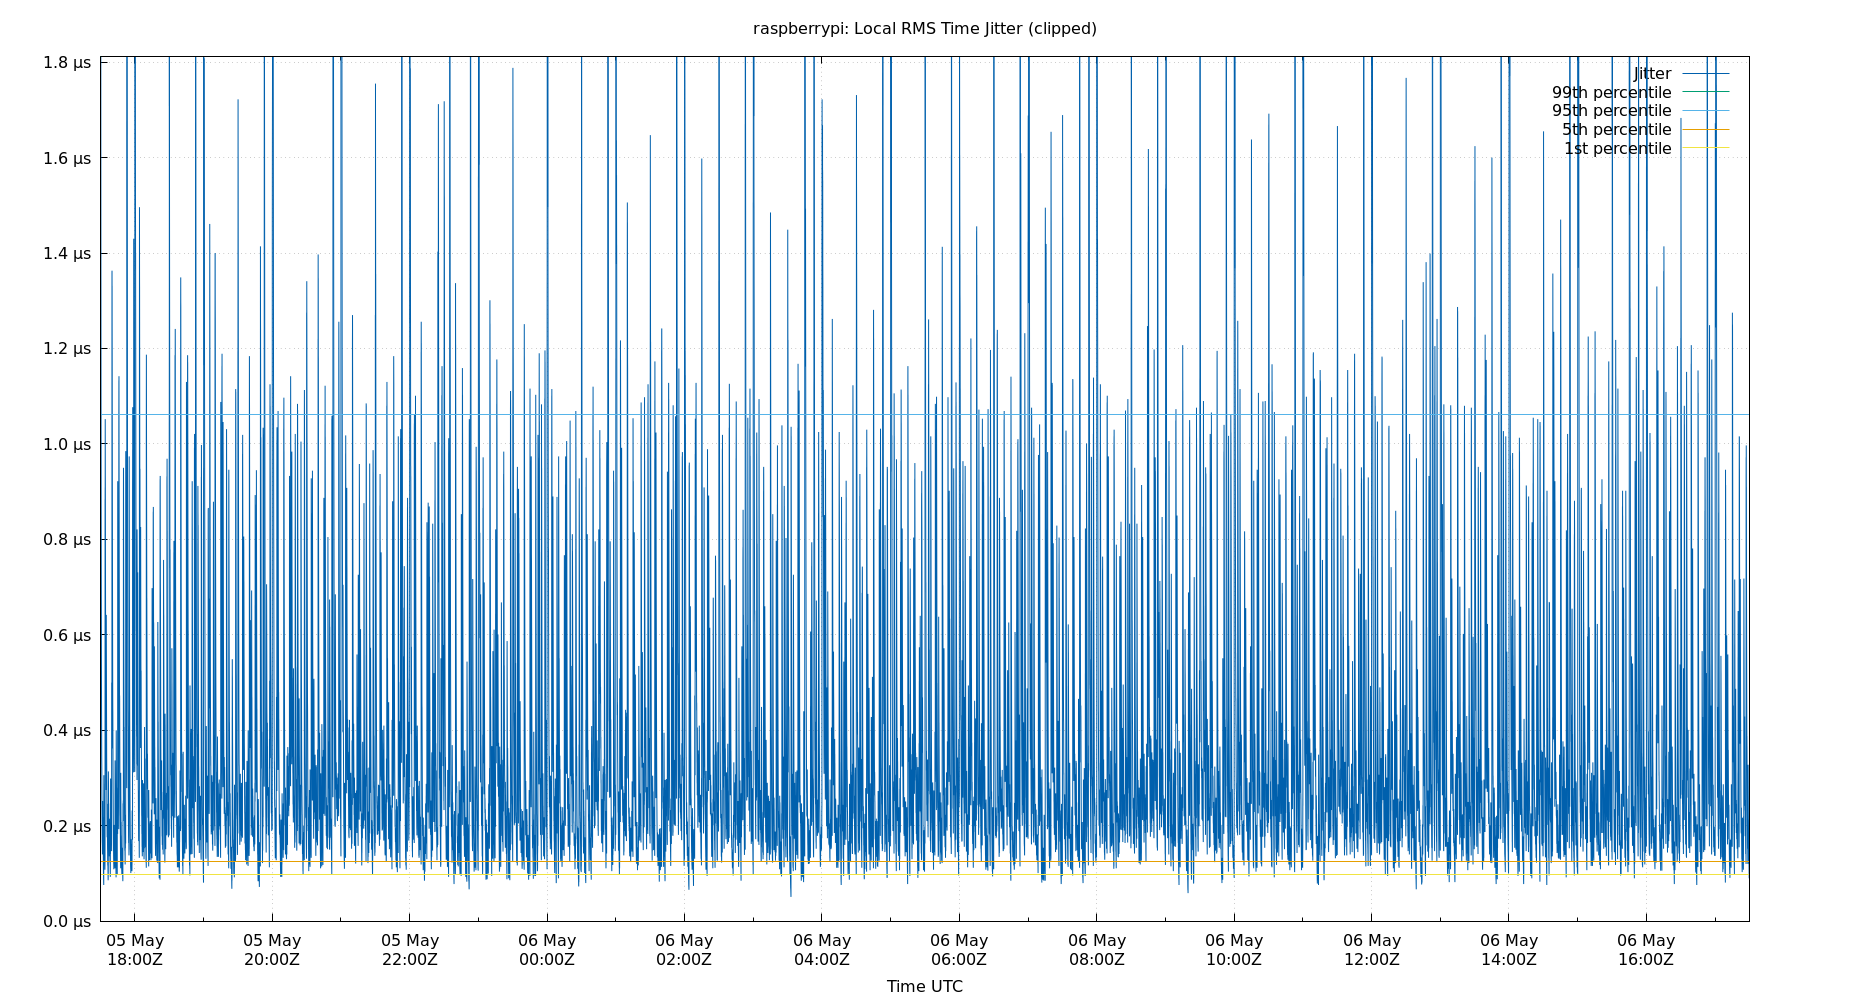 raspberrypi: Local RMS Time Jitter (clipped)
1.8 µs
1.6 µs
1.4 µs
1.2 µs
1.0 µs
0.8 µs
0.6 µs
0.4 µs
0.2 µs
0.0 µs
Jitter
99th percentile
95th percentile
5th percentile
1st percentile
05 May 05 May 05 May 06 May 06 May 06 May 06 May 06 May 06 May 06 May 06 May 06 May
18:00Z 20:00Z 22:00Z 00:00Z 02:00Z 04:00Z 06:00Z 08:00Z 10:00Z 12:00Z 14:00Z 16:00Z
Time UTC